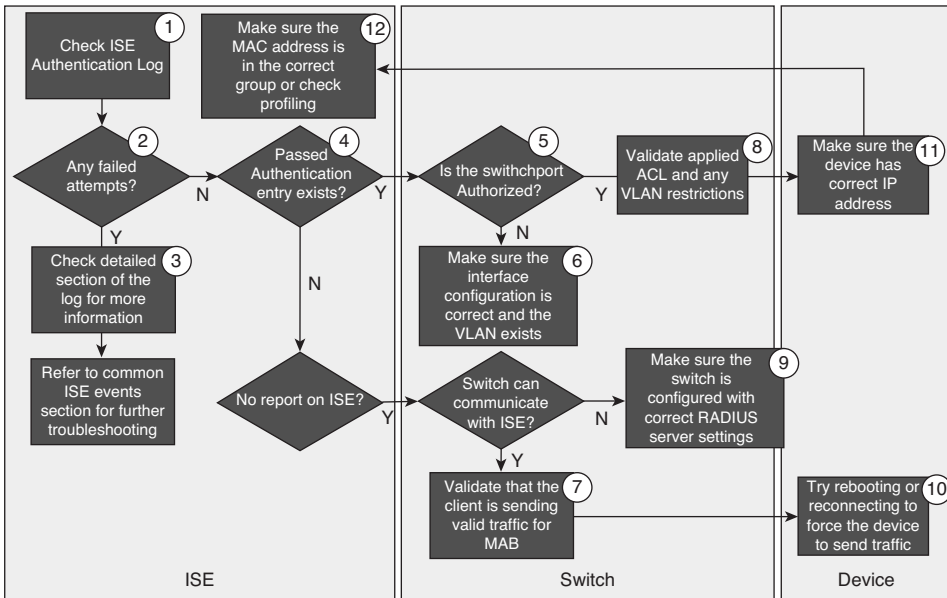 1
Check ISE
Authentication Log
12
Make sure the
MAC address is
in the correct
group or check
profiling
2
Any failed
attempts?
N
Y
4
Passed
Authentication
entry exists?
Y
N
5
Is the switchport
Authorized?
Y
N
8
Validate applied
ACL and any
VLAN restrictions
11
Make sure the
device has
correct IP
address
3
Check detailed
section of the
log for more
information
6
Make sure the
interface
configuration is
correct and the
VLAN exists
Refer to common
ISE events
section for further
troubleshooting
No report on ISE?
Y
Switch can
communicate
with ISE?
N
Y
9
Make sure the
switch is
configured with
correct RADIUS
server settings
7
Validate that the
client is sending
valid traffic for
MAB
10
Try rebooting or
reconnecting to
force the device
to send traffic
ISE
Switch
Device